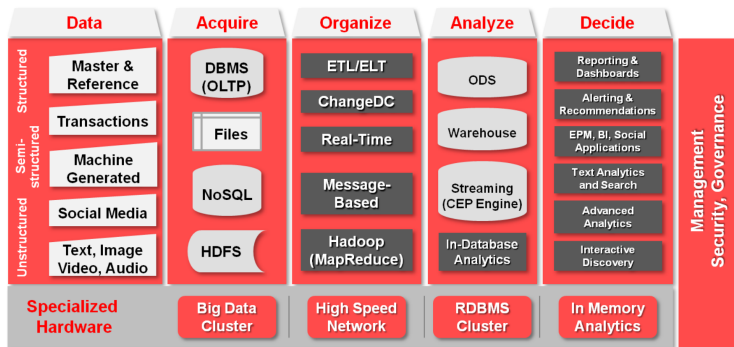 Data
Acquire
Organize
Analyze
Decide
Structured
Semi-
structured
Unstructured
Master &
Reference
Transactions
Machine
Generated
Social Media
Text, Image
Video, Audio
DBMS
(OLTP)
Files
NoSQL
HDFS
ETL/ELT
ChangeDC
Real-Time
Message-
Based
Hadoop
(MapReduce)
ODS
Warehouse
Streaming
(CEP Engine)
In-Database
Analytics
Reporting &
Dashboards
Alerting &
Recommendations
EPM, BI, Social
Applications
Text Analytics
and Search
Advanced
Analytics
Interactive
Discovery
Management
Security, Governance
Specialized
Hardware
Big Data
Cluster
High Speed
Network
RDBMS
Cluster
In Memory
Analytics